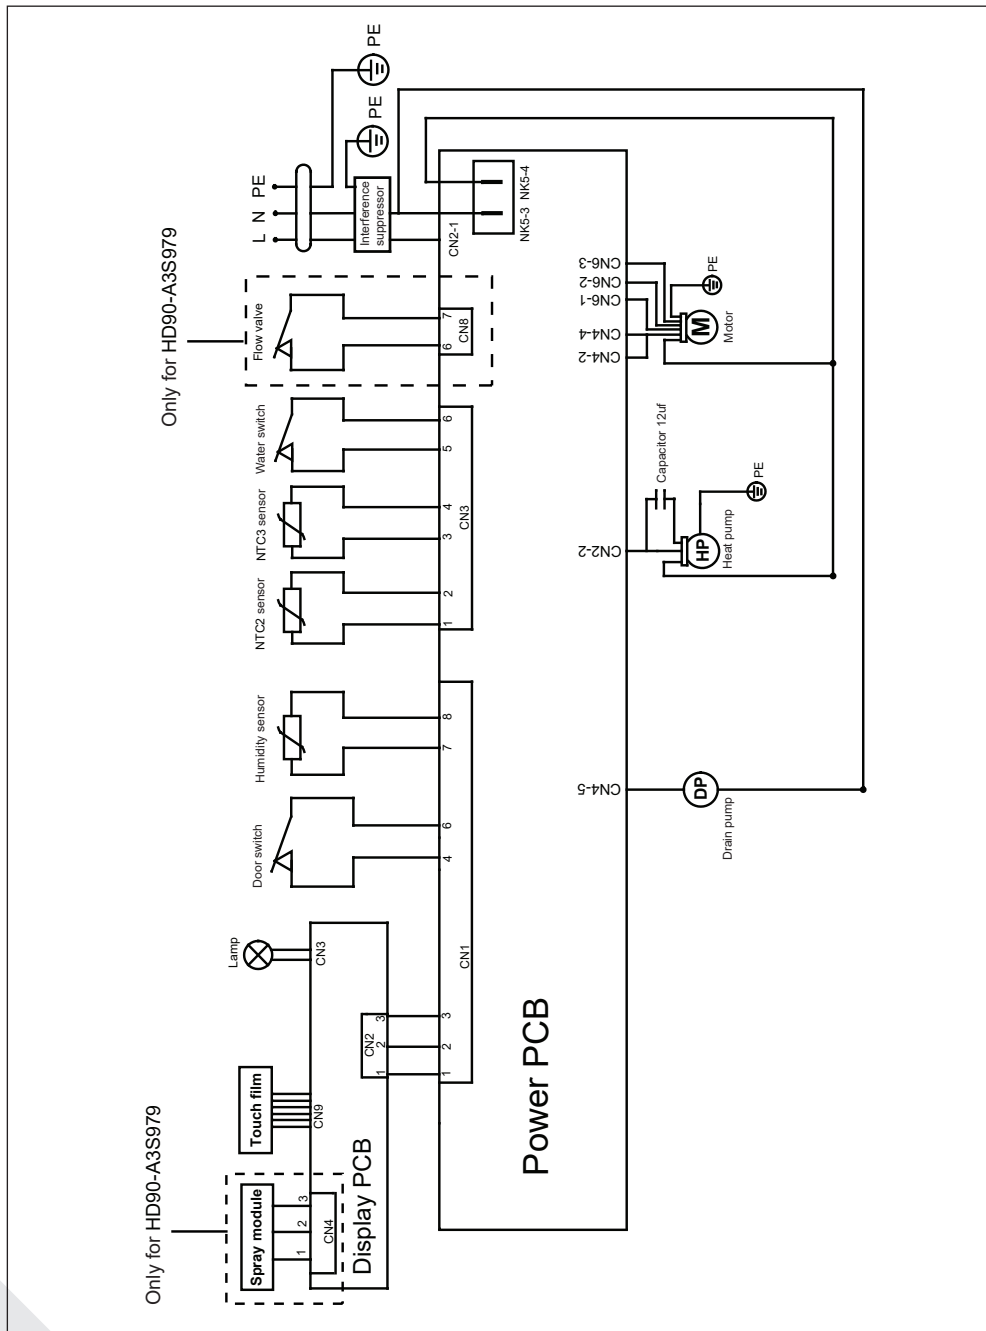 Only for HD90-A3S979
Spray module
1
2
3
CN4
Touch film
CN9
Lamp
CN3
Display PCB
CN2
1
2
3
Door switch
Humidity sensor
NTC2 sensor
NTC3 sensor
Water switch
Only for HD90-A3S979
Flow valve
L N PE
PE
PE
Interference
suppressor
1
2
3
CN1
4
6
7
8
1
2
CN3
3
4
5
6
6
7
CN8
CN2-1
NK5-3 NK5-4
Power PCB
CN4-5
CN2-2
CN4-2
CN4-4
CN6-1
CN6-2
CN6-3
DP
Drain pump
HP
Heat pump
Capacitor 12uf
PE
M
Motor
PE